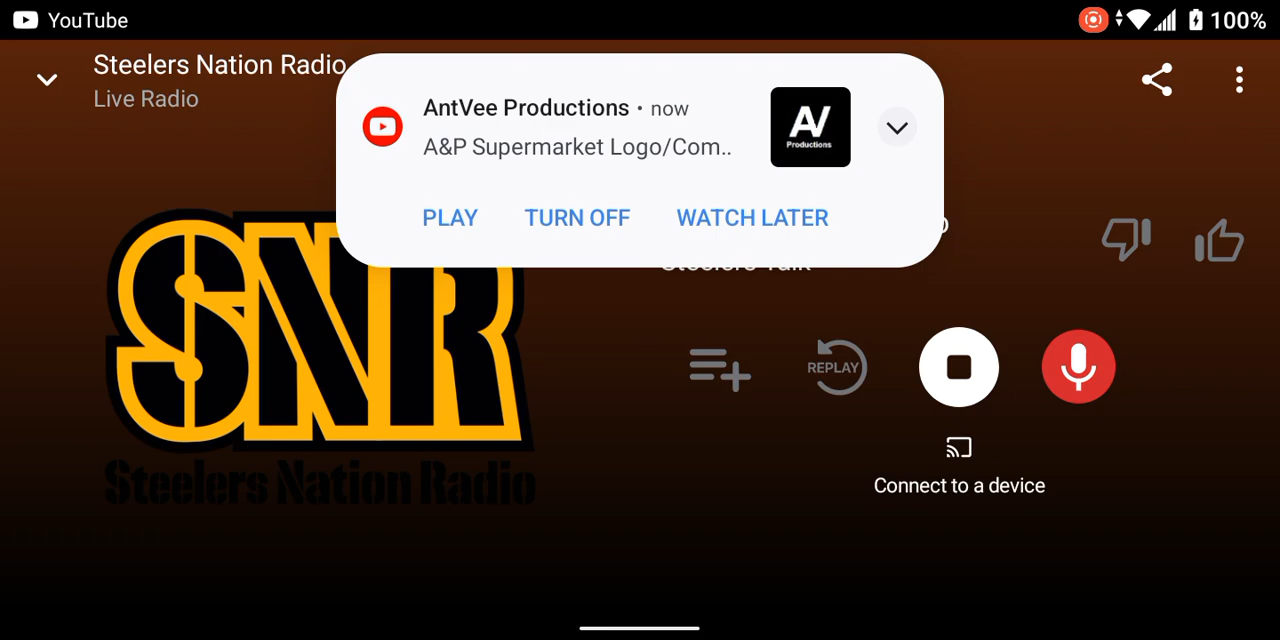 YouTube
100%
Steelers Nation Radio
Live Radio
AntVee Productions • now
A&P Supermarket Logo/Com..
AV
Productions
PLAY
TURN OFF
WATCH LATER
Steelers Talk
SNR
Steelers Nation Radio
REPLAY
Connect to a device